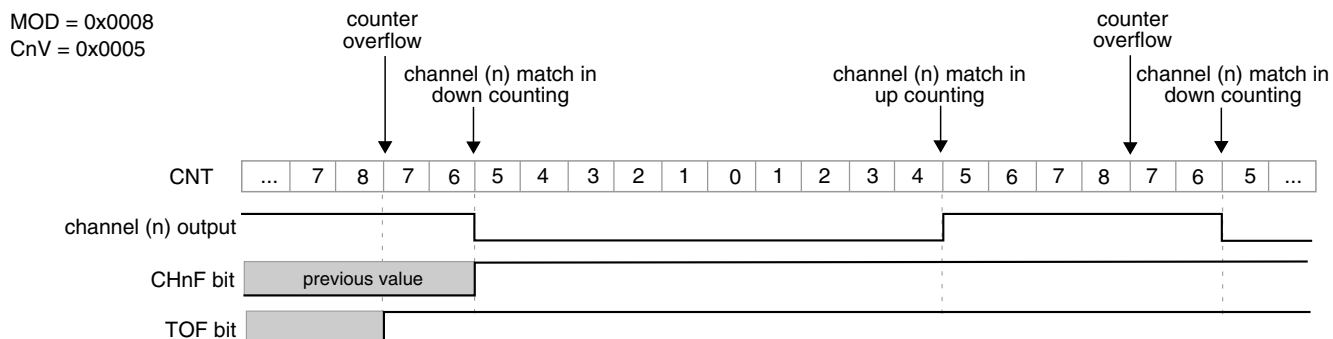 MOD = 0x0008
CnV = 0x0005
counter
overflow
channel (n) match in
down counting
channel (n) match in
up counting
counter
overflow
channel (n) match in
down counting
CNT ... 7 8 7 6 5 4 3 2 1 0 1 2 3 4 5 6 7 8 7 6 5 ...
channel (n) output
CHnF bit previous value
TOF bit